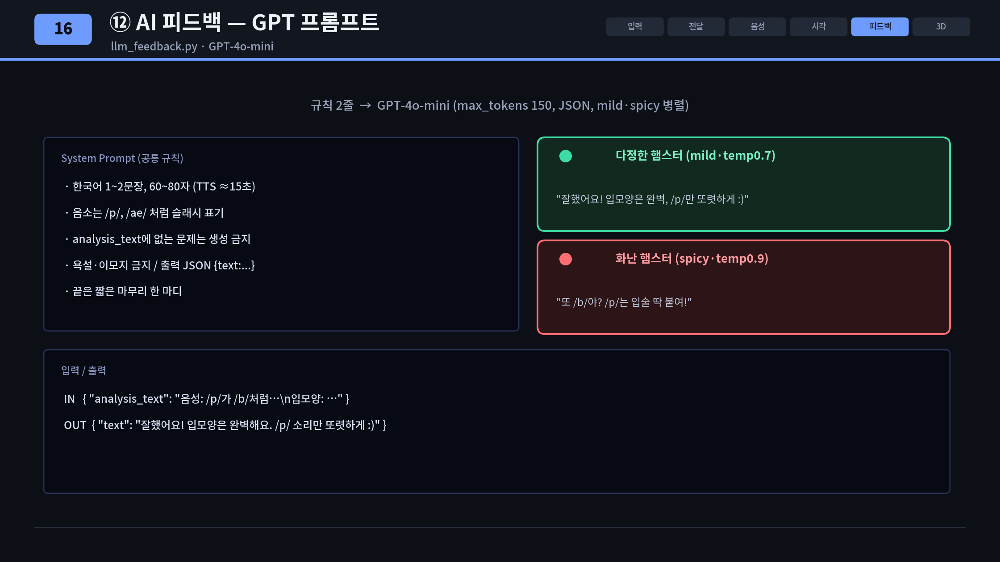 16
⑫ AI 피드백 — GPT 프롬프트
llm_feedback.py · GPT-4o-mini
입력
전달
음성
시각
피드백
3D
규칙 2줄 → GPT-4o-mini (max_tokens 150, JSON, mild·spicy 병렬)
System Prompt (공통 규칙)
· 한국어 1~2문장, 60~80자 (TTS ≈15초)
· 음소는 /p/, /ae/ 처럼 슬래시 표기
· analysis_text에 없는 문제는 생성 금지
· 욕설·이모지 금지 / 출력 JSON {text:...}
· 끝은 짧은 마무리 한 마디
다정한 햄스터 (mild·temp0.7)
"잘했어요! 입모양은 완벽, /p/만 또렷하게 :)"
화난 햄스터 (spicy·temp0.9)
"또 /b/야? /p/는 입술 딱 붙여!"
입력 / 출력
IN { "analysis_text": "음성: /p/가 /b/처럼…\n입모양: …" }
OUT { "text": "잘했어요! 입모양은 완벽해요. /p/ 소리만 또렷하게 :)" }